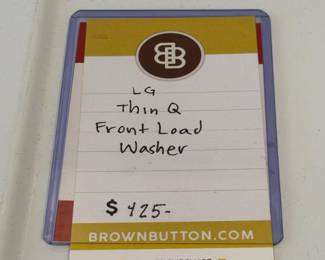 LG
Thin Q
Front Load
Washer
$ 425-
BROWNBUTTON.COM